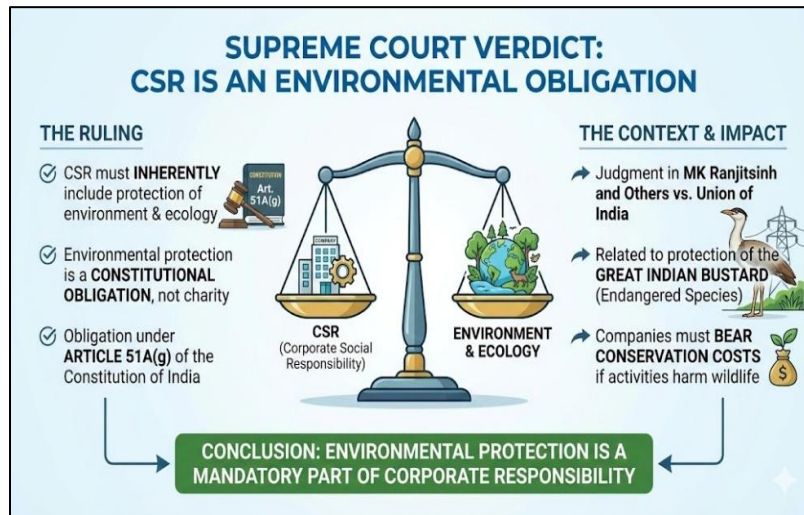 SUPREME COURT VERDICT:
CSR IS AN ENVIRONMENTAL OBLIGATION
THE RULING
CSR must INHERENTLY
include protection of
environment & ecology
Environmental protection
is a CONSTITUTIONAL
OBLIGATION, not charity
Obligation under
ARTICLE 51A(g) of the
Constitution of India
CONSTITUTION
Art.
51A(g)
COMPANY
CSR
(Corporate Social
Responsibility)
ENVIRONMENT
& ECOLOGY
THE CONTEXT & IMPACT
Judgment in MK Ranjitsinh
and Others vs. Union of
India
Related to protection of the
GREAT INDIAN BUSTARD
(Endangered Species)
Companies must BEAR
CONSERVATION COSTS
if activities harm wildlife
$
CONCLUSION: ENVIRONMENTAL PROTECTION IS A
MANDATORY PART OF CORPORATE RESPONSIBILITY